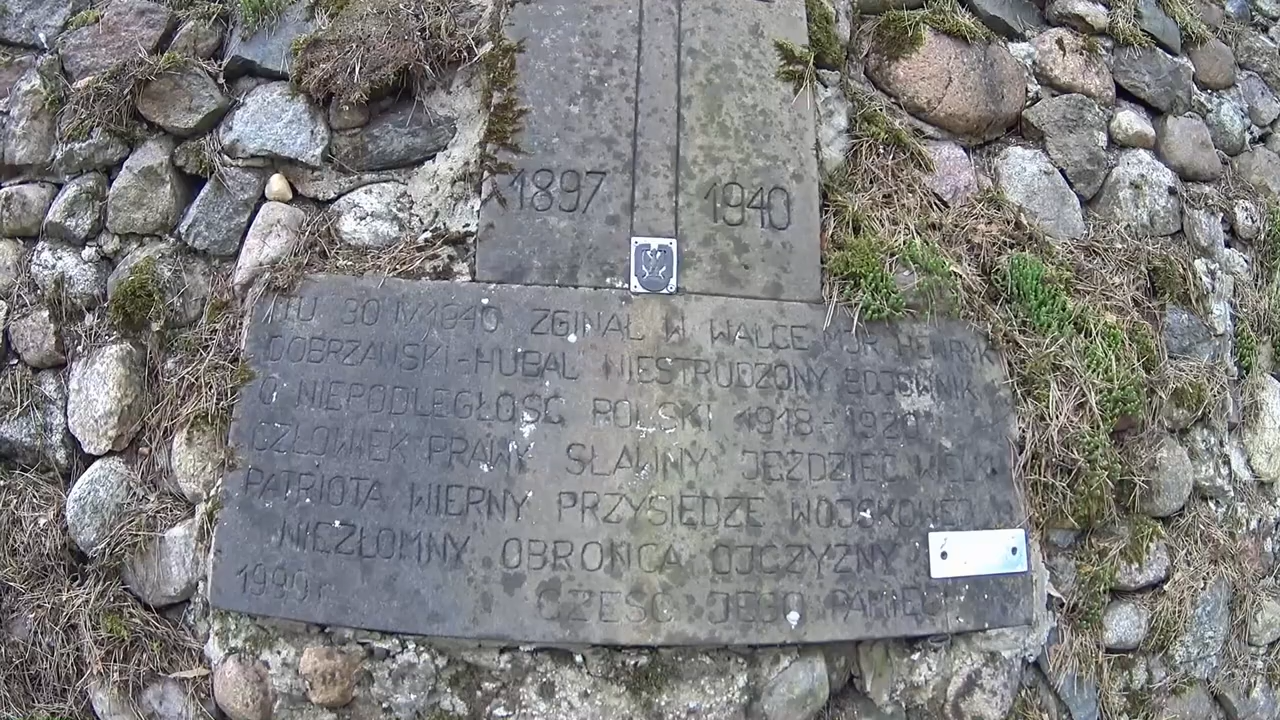 1897 1940
TU 30 IV 1940 ZGINĄŁ W WALCE MJR HENRYK
DOBRZAŃSKI-HUBAL NIESTRUDZONY BOJOWNIK
O NIEPODLEGŁOŚĆ POLSKI 1918-1920
CZŁOWIEK PRAWY SŁAWNY JEŹDZIEC WIELKI
PATRIOTA WIERNY PRZYSIĘDZE WOJSKOWEJ
NIEZŁOMNY OBROŃCA OJCZYZNY
1990 r CZEŚĆ JEGO PAMIĘCI